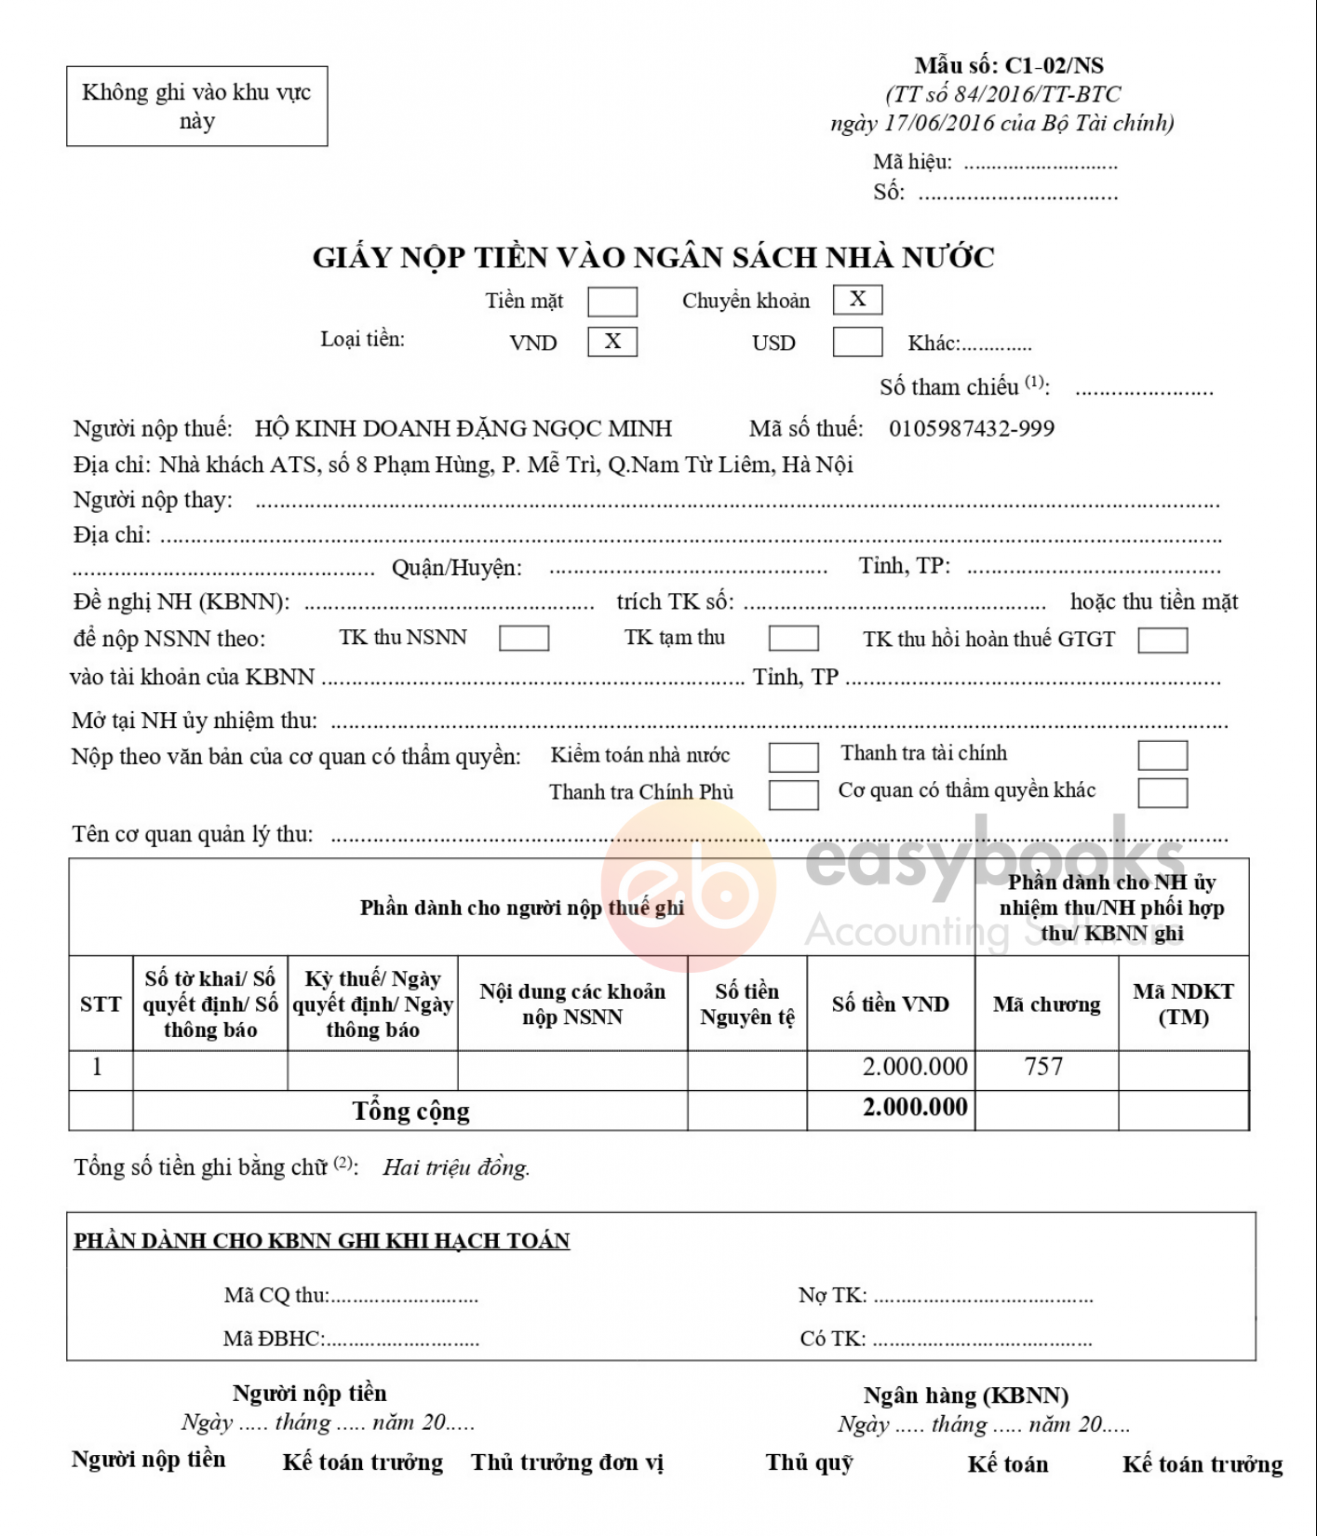 Không ghi vào khu vực
này
Mẫu số: C1-02/NS
(TT số 84/2016/TT-BTC
ngày 17/06/2016 của Bộ Tài chính)
Mã hiệu: ............................
Số: .................................
GIẤY NỘP TIỀN VÀO NGÂN SÁCH NHÀ NƯỚC
Tiền mặt Chuyển khoản X
Loại tiền: VND X USD Khác:.............
Số tham chiếu (1): .......................
Người nộp thuế: HỘ KINH DOANH ĐẶNG NGỌC MINH Mã số thuế: 0105987432-999
Địa chỉ: Nhà khách ATS, số 8 Phạm Hùng, P. Mễ Trì, Q.Nam Từ Liêm, Hà Nội
Người nộp thay: ........................................
Địa chỉ: ........................................
........................................ Quận/Huyện: ........................................ Tỉnh, TP: ........................................
Đề nghị NH (KBNN): ........................................ trích TK số: ........................................ hoặc thu tiền mặt
để nộp NSNN theo: TK thu NSNN TK tạm thu TK thu hồi hoàn thuế GTGT
vào tài khoản của KBNN ........................................ Tỉnh, TP ........................................
Mở tại NH ủy nhiệm thu: ........................................
Nộp theo văn bản của cơ quan có thẩm quyền: Kiểm toán nhà nước Thanh tra tài chính
Thanh tra Chính Phủ Cơ quan có thẩm quyền khác
Tên cơ quan quản lý thu: ........................................
eb easybooks
Accounting Software
Phần dành cho người nộp thuế ghi
Phần dành cho NH ủy
nhiệm thu/NH phối hợp
thu/ KBNN ghi
STT
Số tờ khai/ Số
quyết định/ Số
thông báo
Kỳ thuế/ Ngày
quyết định/ Ngày
thông báo
Nội dung các khoản
nộp NSNN
Số tiền
Nguyên tệ
Số tiền VND
Mã chương
Mã NDKT
(TM)
1 2.000.000 757
Tổng cộng 2.000.000
Tổng số tiền ghi bằng chữ (2): Hai triệu đồng.
PHẦN DÀNH CHO KBNN GHI KHI HẠCH TOÁN
Mã CQ thu:........................... Nợ TK: ........................................
Mã ĐBHC:............................ Có TK: ........................................
Người nộp tiền Ngân hàng (KBNN)
Ngày ..... tháng ..... năm 20..... Ngày ..... tháng ..... năm 20.....
Người nộp tiền Kế toán trưởng Thủ trưởng đơn vị Thủ quỹ Kế toán Kế toán trưởng